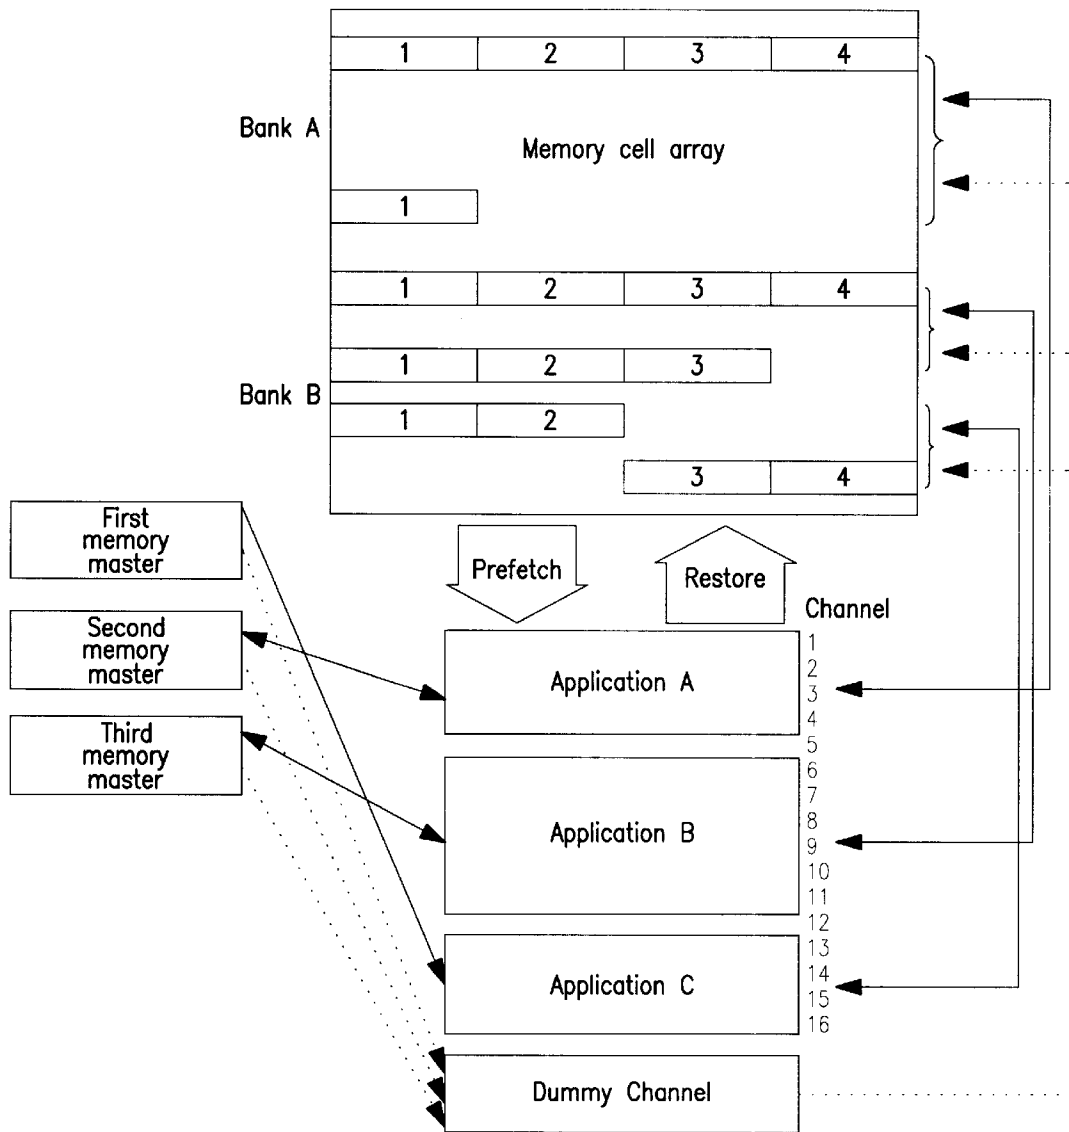 1 2 3 4
Bank A
Memory cell array
1
1 2 3 4
1 2 3
Bank B
1 2
3 4
First
memory
master
Prefetch
Restore
Channel
Second
memory
master
Application A
1
2
3
4
5
Third
memory
master
Application B
6
7
8
9
10
11
12
Application C
13
14
15
16
Dummy Channel